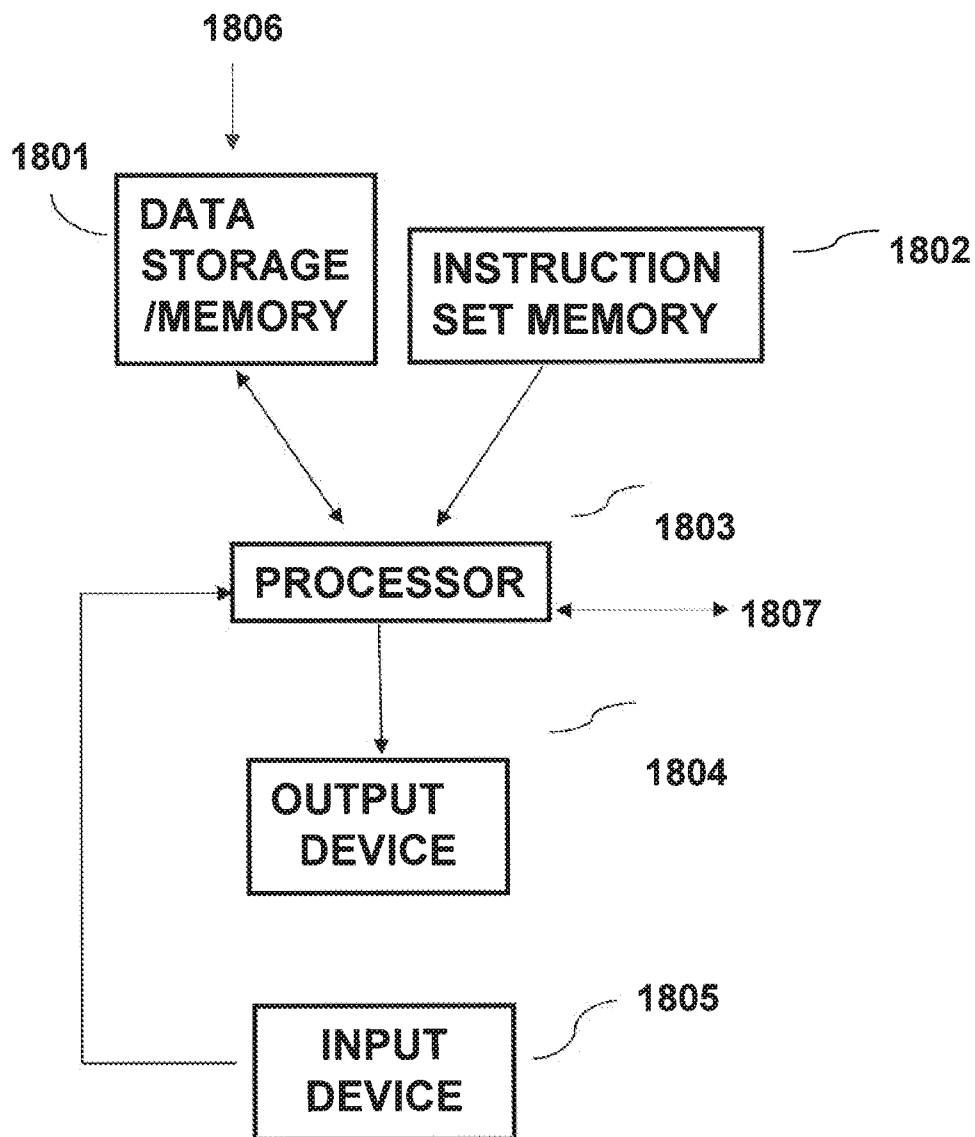 1806
1801
DATA
STORAGE
/MEMORY
INSTRUCTION
SET MEMORY
1802
1803
PROCESSOR
1807
1804
OUTPUT
DEVICE
1805
INPUT
DEVICE